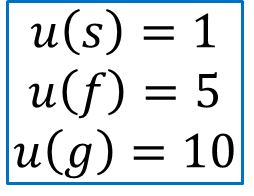 u(s) = 1
u(f) = 5
u(g) = 10